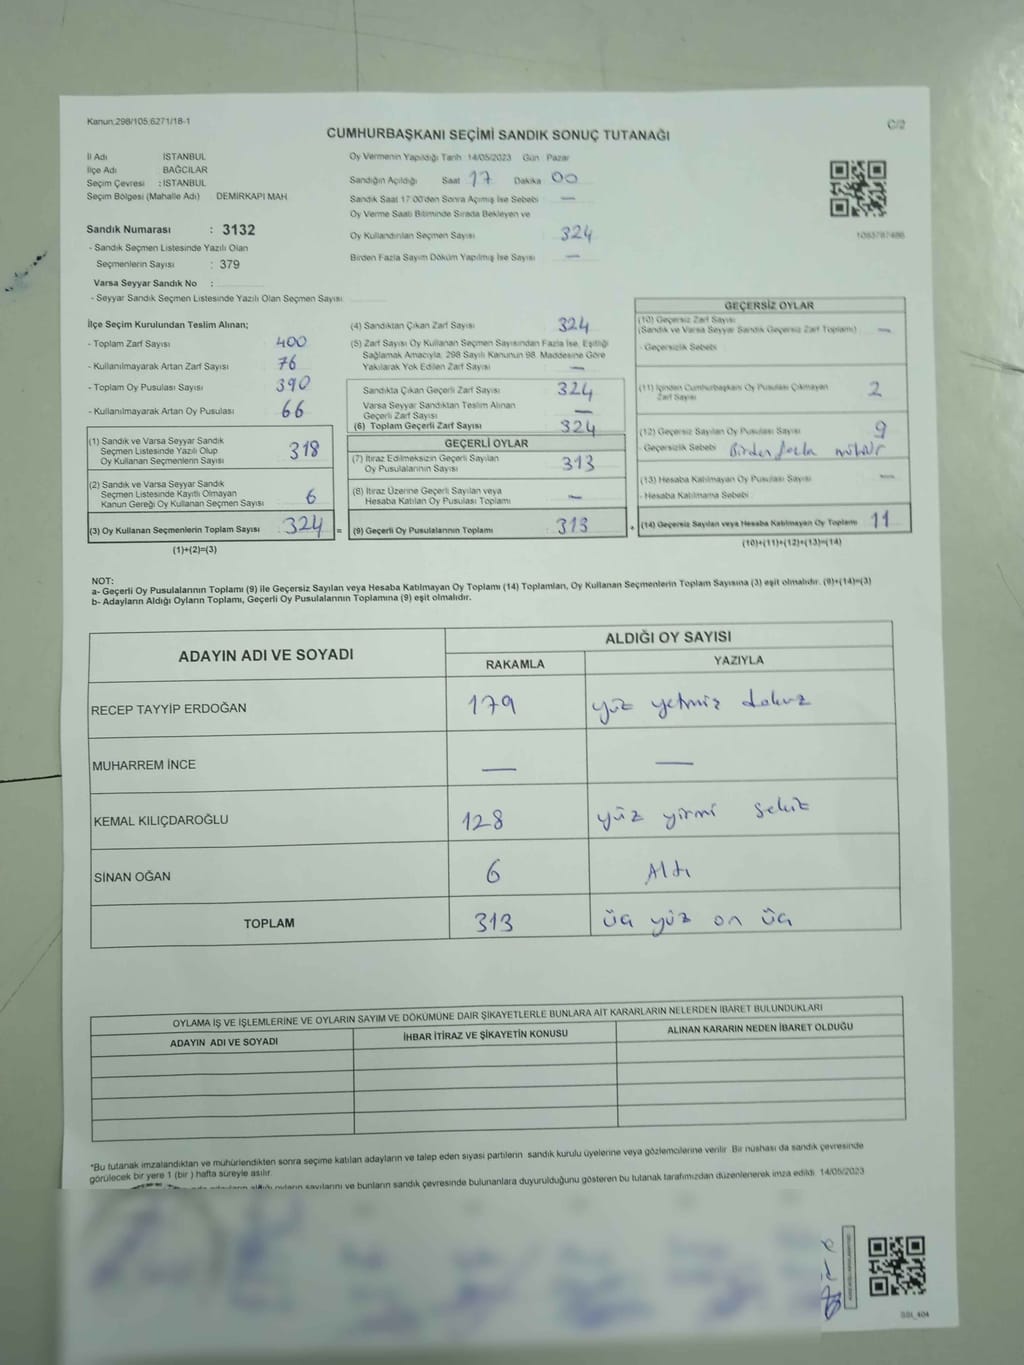 Kanun:298/105;6271/18-1
C/2
CUMHURBAŞKANI SEÇİMİ SANDIK SONUÇ TUTANAĞI
İl Adı İSTANBUL
İlçe Adı BAĞCILAR
Seçim Çevresi : İSTANBUL
Seçim Bölgesi (Mahalle Adı) DEMİRKAPI MAH
Sandık Numarası : 3132
- Sandık Seçmen Listesinde Yazılı Olan
Seçmenlerin Sayısı : 379
Varsa Seyyar Sandık No :
- Seyyar Sandık Seçmen Listesinde Yazılı Olan Seçmen Sayısı
Oy Vermenin Yapıldığı Tarih 14/05/2023 Gün Pazar
Sandığın Açıldığı Saat 17 Dakika 00
Sandık Saat 17:00'den Sonra Açılmış İse Sebebi —
Oy Verme Saati Bitiminde Sırada Bekleyen ve
Oy Kullandırılan Seçmen Sayısı 324
Birden Fazla Sayım Döküm Yapılmış İse Sayısı —
İlçe Seçim Kurulundan Teslim Alınan;
- Toplam Zarf Sayısı 400
- Kullanılmayarak Artan Zarf Sayısı 76
- Toplam Oy Pusulası Sayısı 390
- Kullanılmayarak Artan Oy Pusulası 66
(1) Sandık ve Varsa Seyyar Sandık
Seçmen Listesinde Yazılı Olup
Oy Kullanan Seçmenlerin Sayısı 318
(2) Sandık ve Varsa Seyyar Sandık
Seçmen Listesinde Kayıtlı Olmayan
Kanun Gereği Oy Kullanan Seçmen Sayısı 6
(3) Oy Kullanan Seçmenlerin Toplam Sayısı 324 =
(1)+(2)=(3)
(4) Sandıktan Çıkan Zarf Sayısı 324
(5) Zarf Sayısı Oy Kullanan Seçmen Sayısından Fazla İse, Eşitliği
Sağlamak Amacıyla, 298 Sayılı Kanunun 98. Maddesine Göre
Yakılarak Yok Edilen Zarf Sayısı —
Sandıkta Çıkan Geçerli Zarf Sayısı 324
Varsa Seyyar Sandıktan Teslim Alınan
Geçerli Zarf Sayısı —
(6) Toplam Geçerli Zarf Sayısı 324
GEÇERLİ OYLAR
(7) İtiraz Edilmeksizin Geçerli Sayılan
Oy Pusulalarının Sayısı 313
(8) İtiraz Üzerine Geçerli Sayılan veya
Hesaba Katılan Oy Pusulası Toplamı —
(9) Geçerli Oy Pusulalarının Toplamı 313 +
GEÇERSİZ OYLAR
(10) Geçersiz Zarf Sayısı
(Sandık ve Varsa Seyyar Sandık Geçersiz Zarf Toplamı) —
- Geçersizlik Sebebi
(11) İçinden Cumhurbaşkanı Oy Pusulası Çıkmayan
Zarf Sayısı 2
(12) Geçersiz Sayılan Oy Pusulası Sayısı 9
- Geçersizlik Sebebi Birden fazla mühür
(13) Hesaba Katılmayan Oy Pusulası Sayısı —
- Hesaba Katılmama Sebebi
(14) Geçersiz Sayılan veya Hesaba Katılmayan Oy Toplamı 11
(10)+(11)+(12)+(13)=(14)
NOT:
a- Geçerli Oy Pusulalarının Toplamı (9) ile Geçersiz Sayılan veya Hesaba Katılmayan Oy Toplamı (14) Toplamları, Oy Kullanan Seçmenlerin Toplam Sayısına (3) eşit olmalıdır. (9)+(14)=(3)
b- Adayların Aldığı Oyların Toplamı, Geçerli Oy Pusulalarının Toplamına (9) eşit olmalıdır.
ADAYIN ADI VE SOYADI
ALDIĞI OY SAYISI
RAKAMLA YAZIYLA
RECEP TAYYİP ERDOĞAN 179 yüz yetmiş dokuz
MUHARREM İNCE — —
KEMAL KILIÇDAROĞLU 128 yüz yirmi sekiz
SİNAN OĞAN 6 Altı
TOPLAM 313 üç yüz on üç
OYLAMA İŞ VE İŞLEMLERİNE VE OYLARIN SAYIM VE DÖKÜMÜNE DAİR ŞİKAYETLERLE BUNLARA AİT KARARLARIN NELERDEN İBARET BULUNDUKLARI
ADAYIN ADI VE SOYADI İHBAR İTİRAZ VE ŞİKAYETİN KONUSU ALINAN KARARIN NEDEN İBARET OLDUĞU
*Bu tutanak imzalandıktan ve mühürlendikten sonra seçime katılan adayların ve talep eden siyasi partilerin sandık kurulu üyelerine veya gözlemcilerine verilir. Bir nüshası da sandık çevresinde
görülecek bir yere 1 (bir) hafta süreyle asılır.
oyların sayılarını ve bunların sandık çevresinde bulunanlara duyurulduğunu gösteren bu tutanak tarafımızdan düzenlenerek imza edildi. 14/05/2023